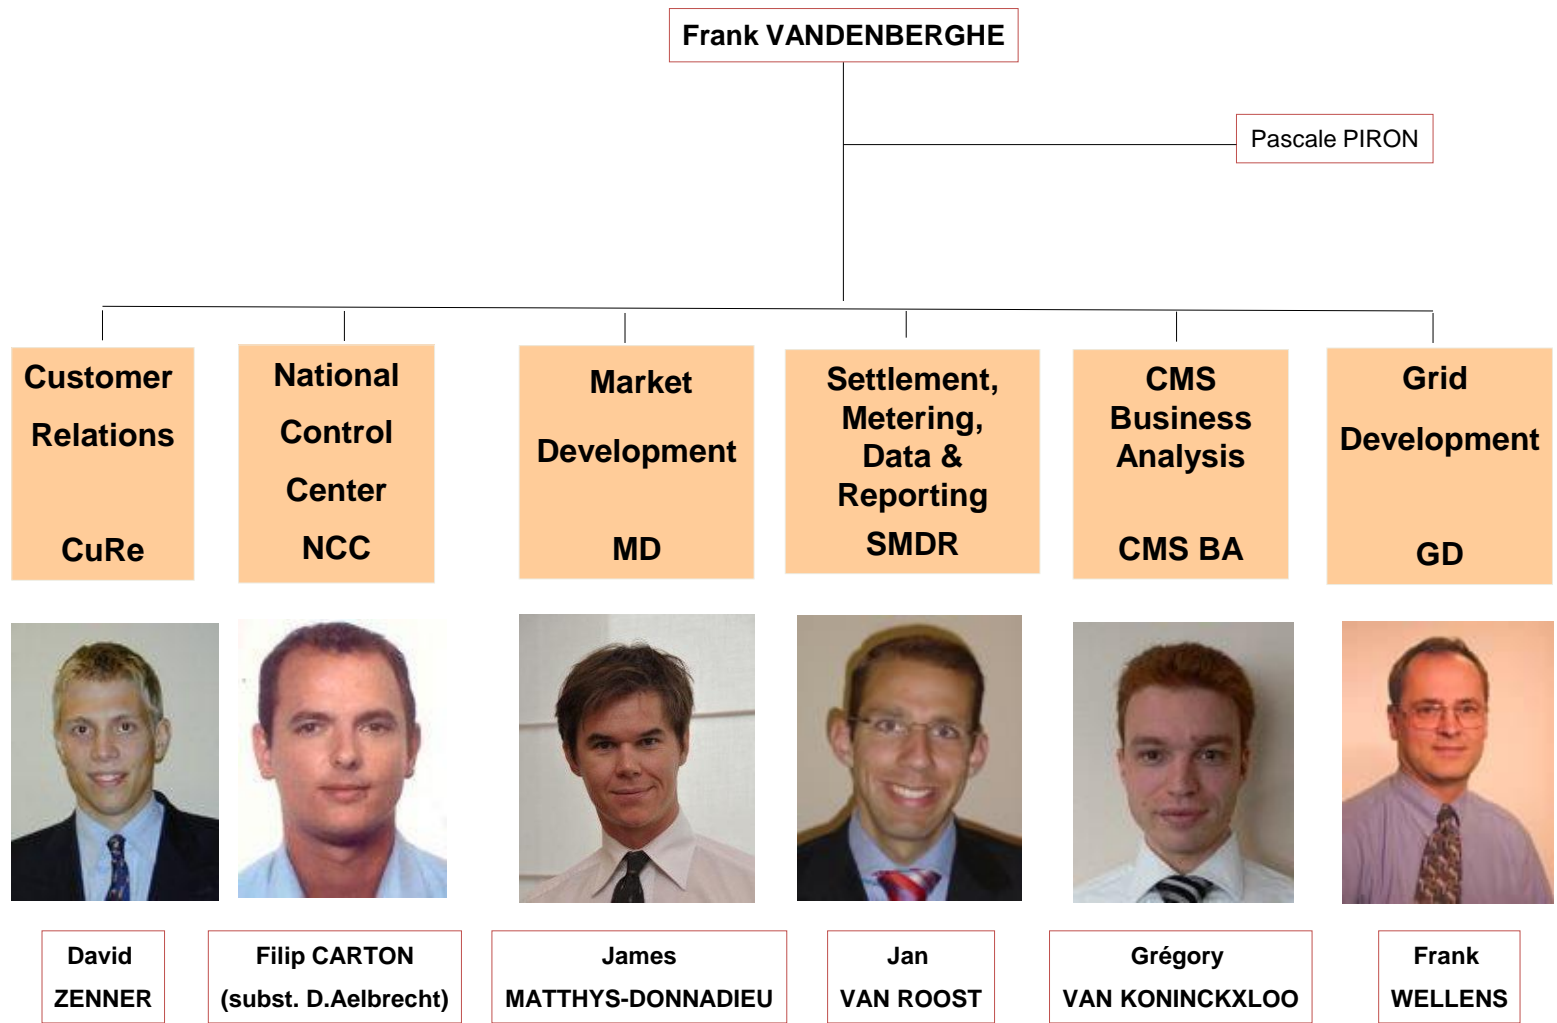 Frank VANDENBERGHE
Pascale PIRON
Customer
Relations
CuRe
National
Control
Center
NCC
Market
Development
MD
Settlement,
Metering,
Data &
Reporting
SMDR
CMS
Business
Analysis
CMS BA
Grid
Development
GD
David
ZENNER
Filip CARTON
(subst. D.Aelbrecht)
James
MATTHYS-DONNADIEU
Jan
VAN ROOST
Grégory
VAN KONINCKXLOO
Frank
WELLENS